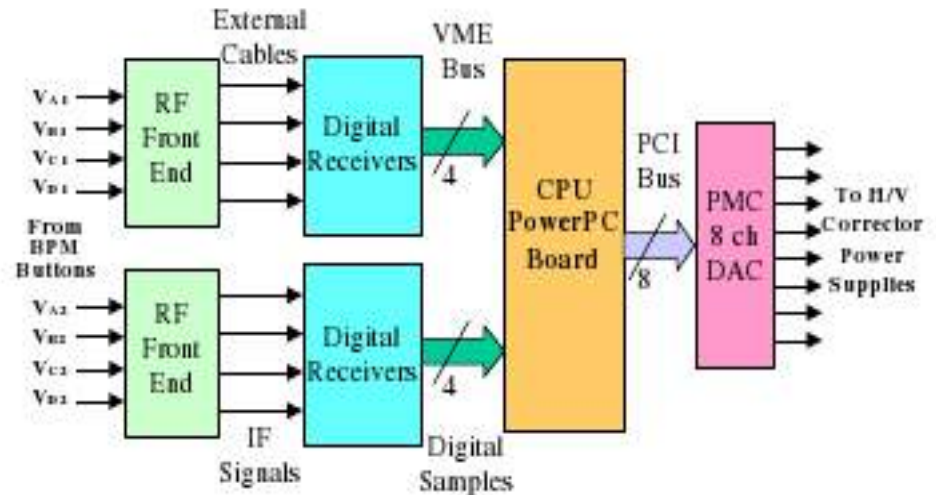 External
Cables
VME
Bus
RF
Front
End
Digital
Receivers
4
CPU
PowerPC
Board
PCI
Bus
8
PMC
8 ch
DAC
To H/V
Corrector
Power
Supplies
VA1
VB1
VC1
VD1
From
BPM
Buttons
VA2
VB2
VC2
VD2
RF
Front
End
Digital
Receivers
4
IF
Signals
Digital
Samples